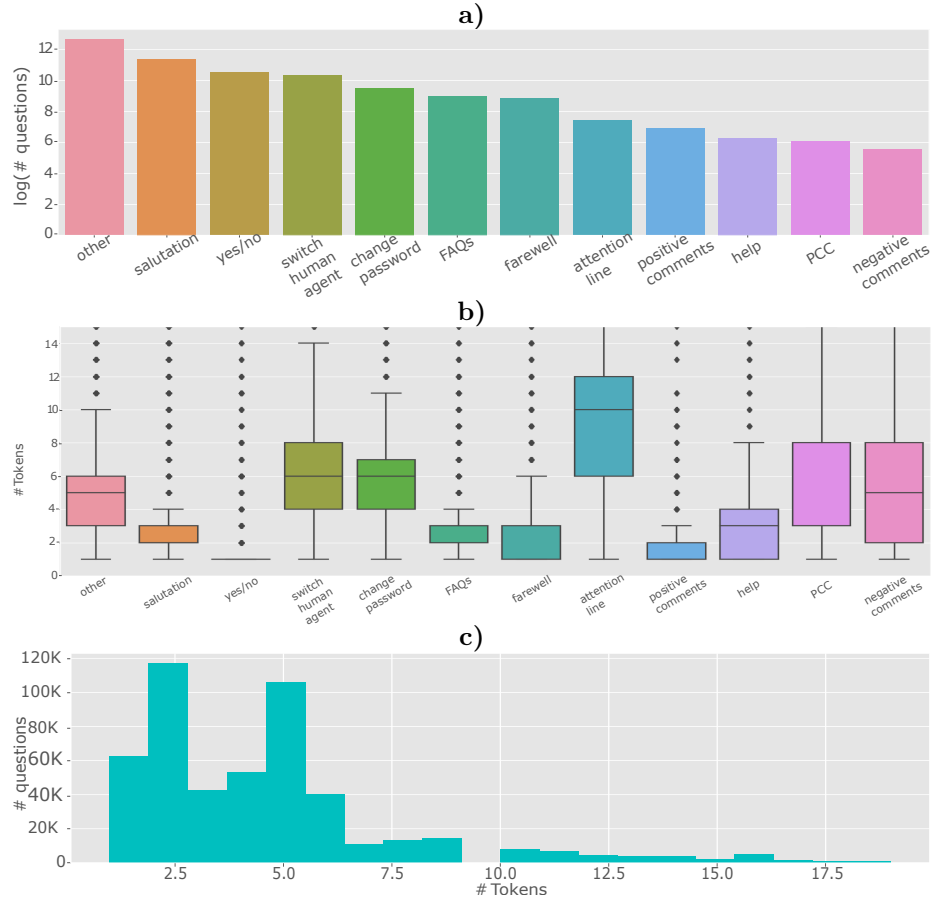 a)
log(# questions)
12
10
8
6
4
2
0
other
salutation
yes/no
switch
human
agent
change
password
FAQs
farewell
attention
line
positive
comments
help
PCC
negative
comments
b)
#Tokens
14
12
10
8
6
4
2
0
other
salutation
yes/no
switch
human
agent
change
password
FAQs
farewell
attention
line
positive
comments
help
PCC
negative
comments
c)
# questions
120K
100K
80K
60K
40K
20K
0
2.5
5.0
7.5
10.0
12.5
15.0
17.5
# Tokens